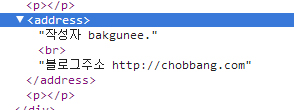 <p></p>
<address>
"작성자 bakgunee."
<br>
"블로그주소 http://chobbang.com"
</address>
<p></p>
</div>